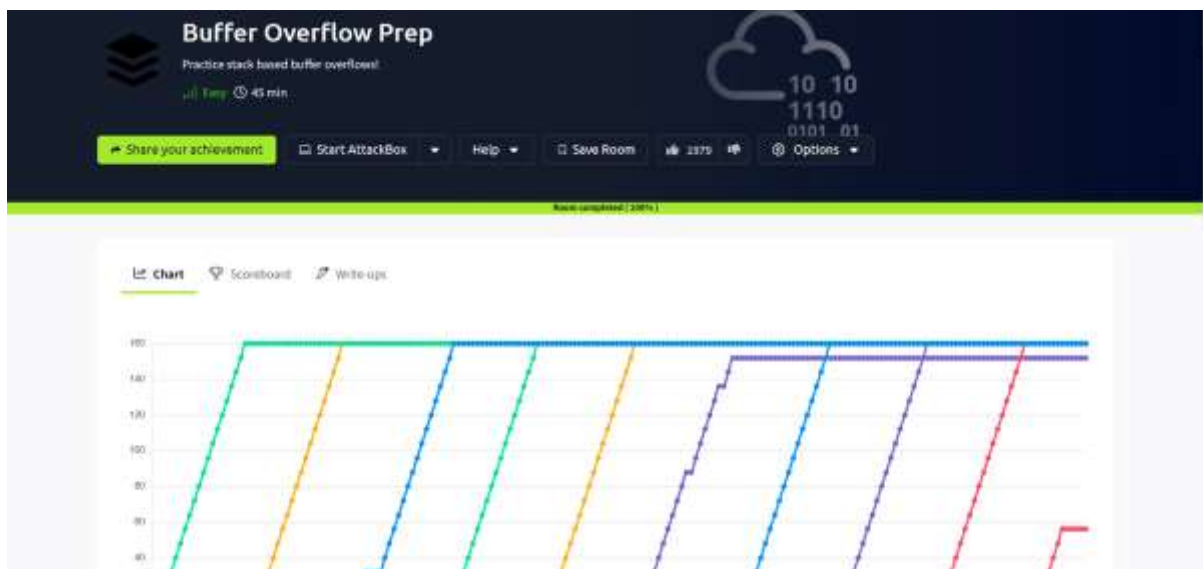 Buffer Overflow Prep
Practice stack based buffer overflows!
Easy 45 min
10 10
1110
0101 01
Share your achievement Start AttackBox Help Save Room 2379 Options
Room completed ( 100% )
Chart Scoreboard Write-ups
160
140
120
100
80
60
40